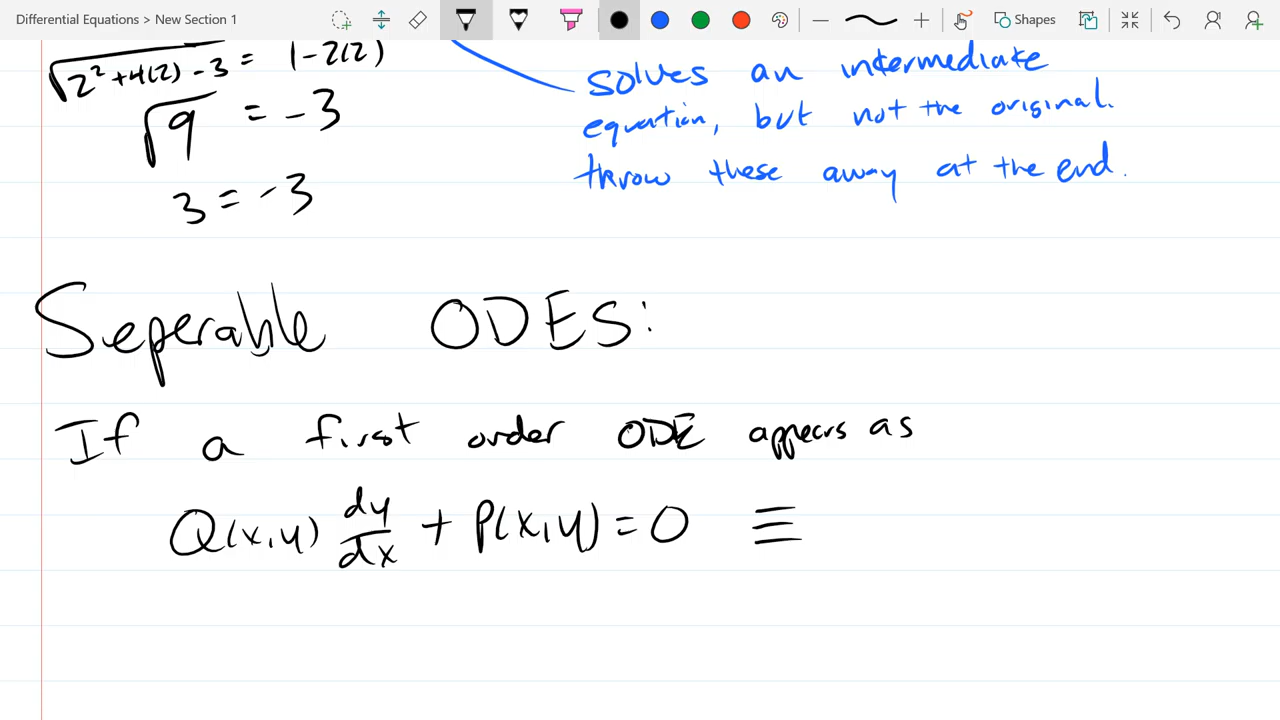 Differential Equations > New Section 1
Shapes
√(2² + 4(2) - 3) = 1 - 2(2)
√9 = -3
3 = -3
solves an intermediate
equation, but not the original.
throw these away at the end.
Seperable ODES:
If a first order ODE appears as
Q(x,y) dy/dx + P(x,y) = 0 ≡